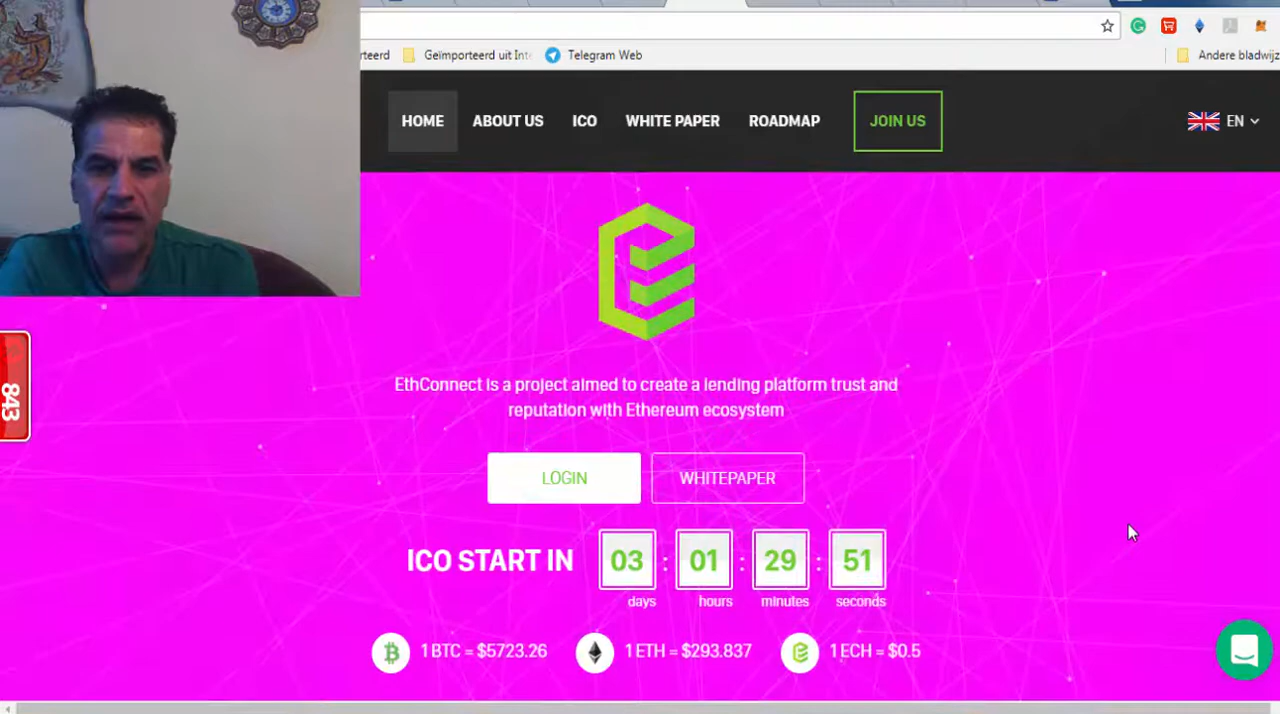 rteerd
Geïmporteerd uit Int
Telegram Web
Andere bladwijz
HOME
ABOUT US
ICO
WHITE PAPER
ROADMAP
JOIN US
EN
EthConnect is a project aimed to create a lending platform trust and
reputation with Ethereum ecosystem
LOGIN
WHITEPAPER
ICO START IN
03 : 01 : 29 : 51
days hours minutes seconds
1 BTC = $5723.26
1 ETH = $293.837
1 ECH = $0.5
843